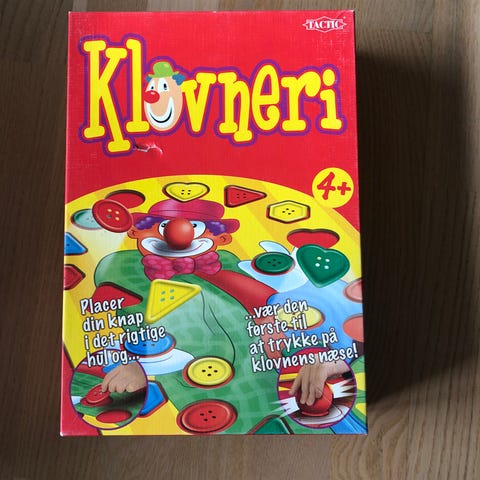 TACTIC
Klovneri
4+
Placer
din knap
i det rigtige
hul og...
...vær den
første til
at trykke på
klovnens næse!